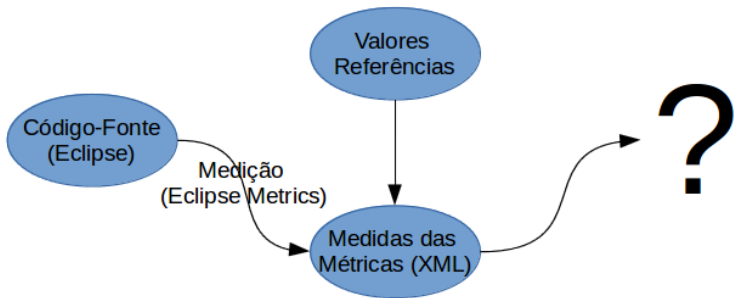 Valores
Referências
Código-Fonte
(Eclipse)
Medição
(Eclipse Metrics)
Medidas das
Métricas (XML)
?